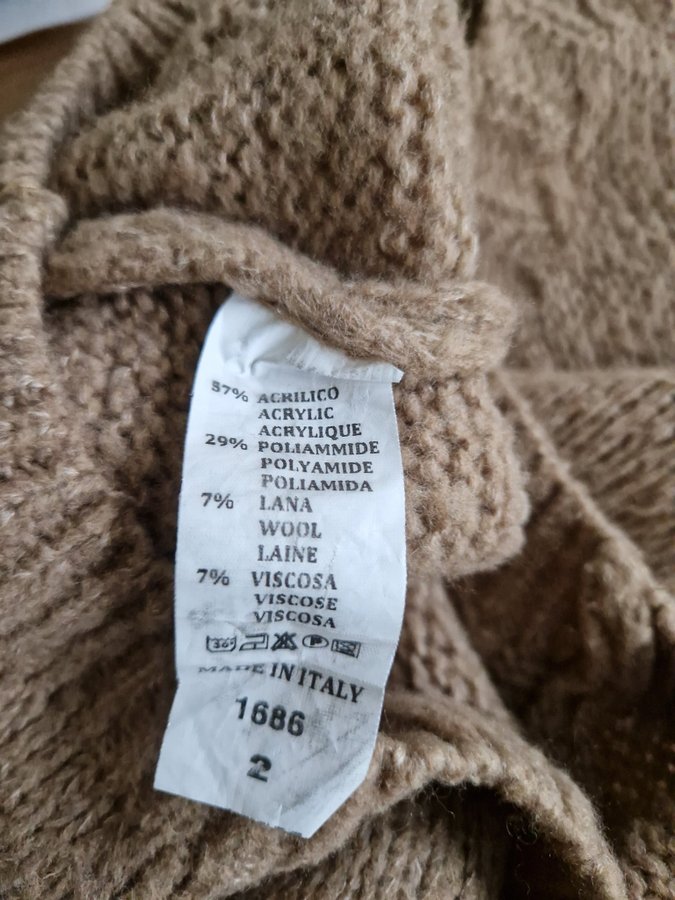 57% ACRILICO
ACRYLIC
ACRYLIQUE
29% POLIAMMIDE
POLYAMIDE
POLIAMIDA
7% LANA
WOOL
LAINE
7% VISCOSA
VISCOSE
VISCOSA
30° P
MADE IN ITALY
1686
2